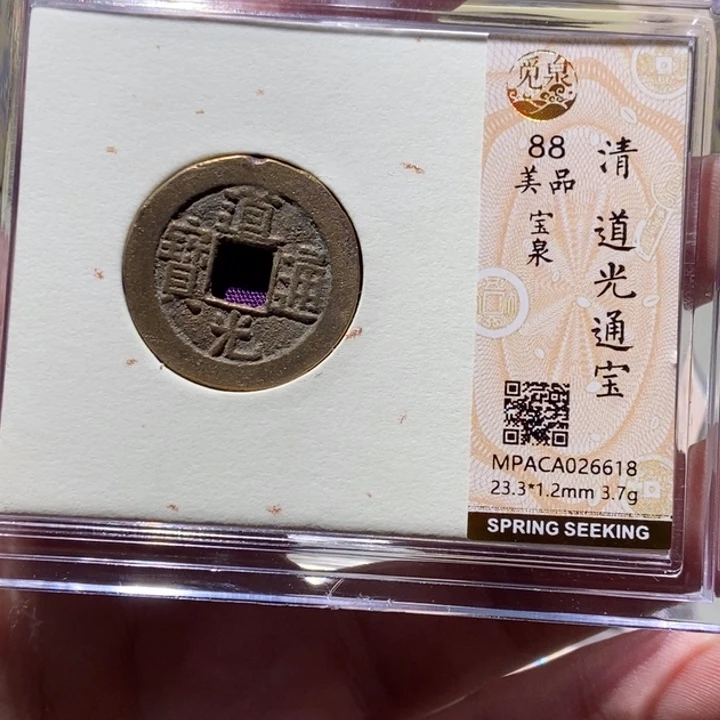 觅泉
清 道光通宝
88
美品
宝泉
MPACA026618
23.3*1.2mm 3.7g
SPRING SEEKING
道光通寶